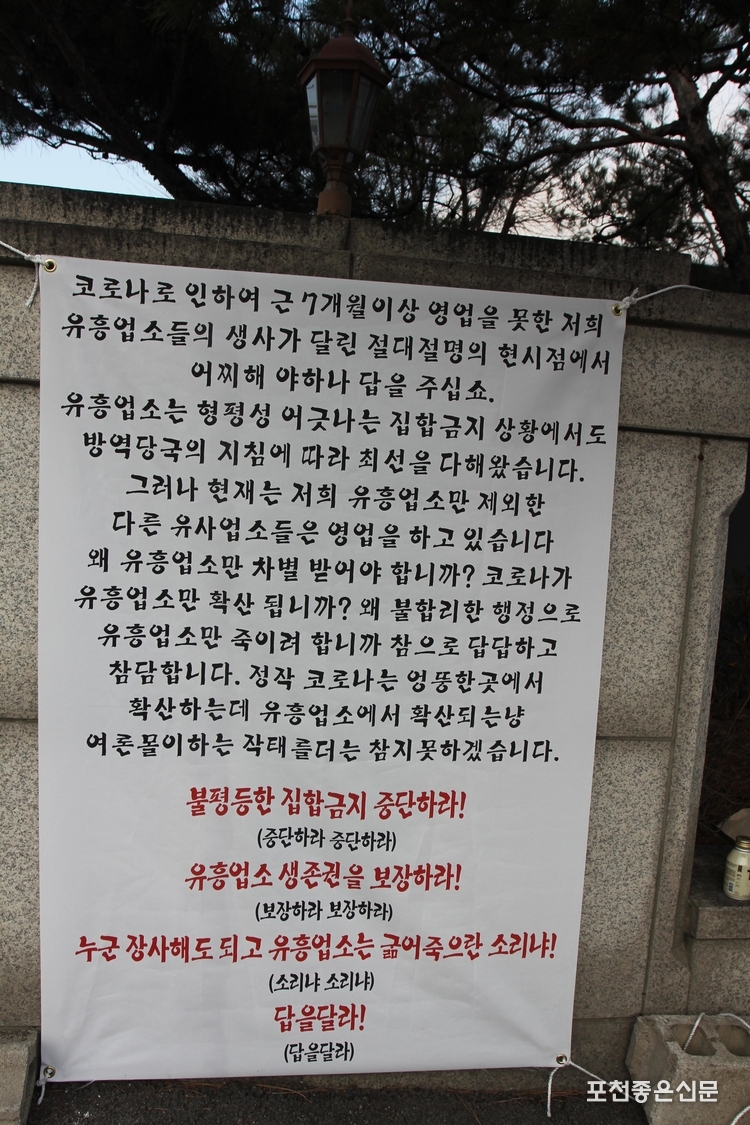 코로나로 인하여 근 7개월이상 영업을 못한 저희
유흥업소들의 생사가 달린 절대절명의 현시점에서
어찌해 야하나 답을 주십쇼.
유흥업소는 형평성 어긋나는 집합금지 상황에서도
방역당국의 지침에 따라 최선을 다해왔습니다.
그러나 현재는 저희 유흥업소만 제외한
다른 유사업소들은 영업을 하고 있습니다
왜 유흥업소만 차별 받어야 합니까? 코로나가
유흥업소만 확산 됩니까? 왜 불합리한 행정으로
유흥업소만 죽이려 합니까 참으로 답답하고
참담합니다. 정작 코로나는 엉뚱한곳에서
확산하는데 유흥업소에서 확산되는냥
여론몰이하는 작태를더는 참지못하겠습니다.
불평등한 집합금지 중단하라!
(중단하라 중단하라)
유흥업소 생존권을 보장하라!
(보장하라 보장하라)
누군 장사해도 되고 유흥업소는 굶어죽으란 소리냐!
(소리냐 소리냐)
답을달라!
(답을달라)
포천좋은신문